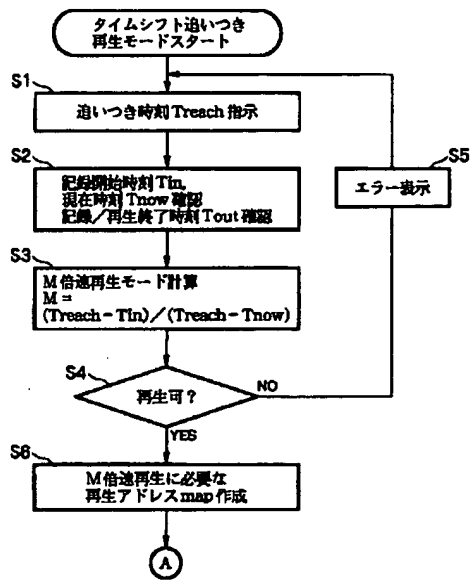 タイムシフト追いつき
再生モードスタート
S1
追いつき時刻Treach指示
S2
記録開始時刻Tin,
現在時刻Tnow確認
記録/再生終了時刻Tout確認
S5
エラー表示
S3
M倍速再生モード計算
M=
(Treach-Tin)/(Treach-Tnow)
S4
再生可?
NO
YES
S6
M倍速再生に必要な
再生アドレスmap作成
A